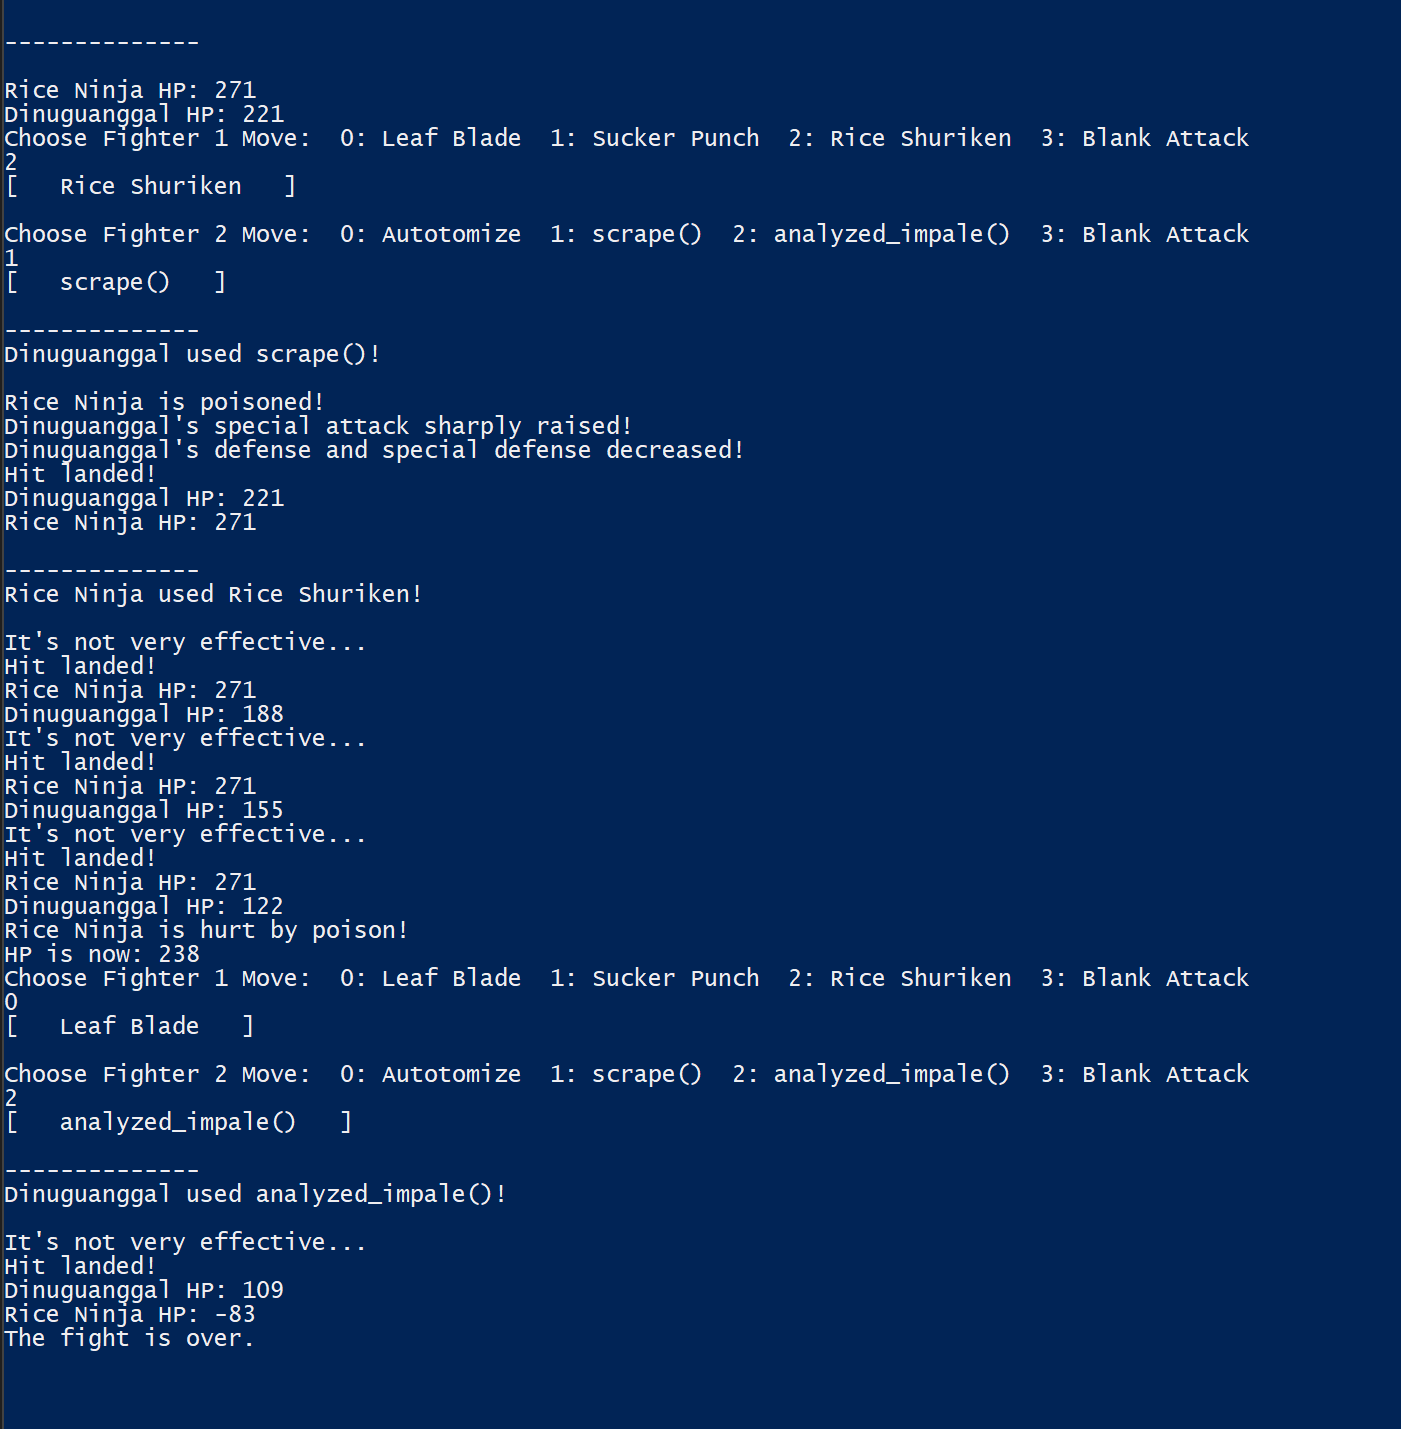 --------------
Rice Ninja HP: 271
Dinuguanggal HP: 221
Choose Fighter 1 Move:  0: Leaf Blade  1: Sucker Punch  2: Rice Shuriken  3: Blank Attack
2
[   Rice Shuriken   ]
Choose Fighter 2 Move:  0: Autotomize  1: scrape()  2: analyzed_impale()  3: Blank Attack
1
[   scrape()   ]
--------------
Dinuguanggal used scrape()!
Rice Ninja is poisoned!
Dinuguanggal's special attack sharply raised!
Dinuguanggal's defense and special defense decreased!
Hit landed!
Dinuguanggal HP: 221
Rice Ninja HP: 271
--------------
Rice Ninja used Rice Shuriken!
It's not very effective...
Hit landed!
Rice Ninja HP: 271
Dinuguanggal HP: 188
It's not very effective...
Hit landed!
Rice Ninja HP: 271
Dinuguanggal HP: 155
It's not very effective...
Hit landed!
Rice Ninja HP: 271
Dinuguanggal HP: 122
Rice Ninja is hurt by poison!
HP is now: 238
Choose Fighter 1 Move:  0: Leaf Blade  1: Sucker Punch  2: Rice Shuriken  3: Blank Attack
0
[   Leaf Blade   ]
Choose Fighter 2 Move:  0: Autotomize  1: scrape()  2: analyzed_impale()  3: Blank Attack
2
[   analyzed_impale()   ]
--------------
Dinuguanggal used analyzed_impale()!
It's not very effective...
Hit landed!
Dinuguanggal HP: 109
Rice Ninja HP: -83
The fight is over.